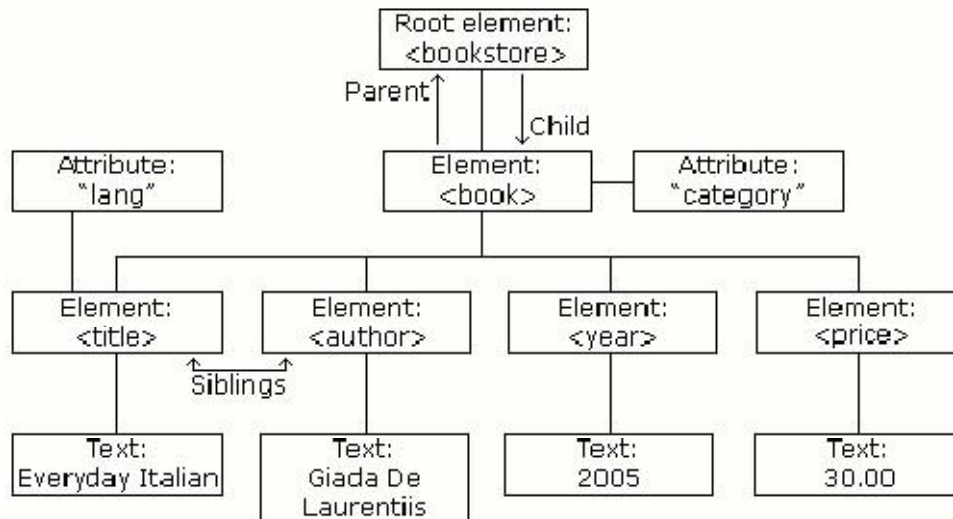 Root element:
<bookstore>
Parent
Child
Attribute:
"lang"
Element:
<book>
Attribute:
"category"
Element:
<title>
Element:
<author>
Element:
<year>
Element:
<price>
Siblings
Text:
Everyday Italian
Text:
Giada De
Laurentiis
Text:
2005
Text:
30.00